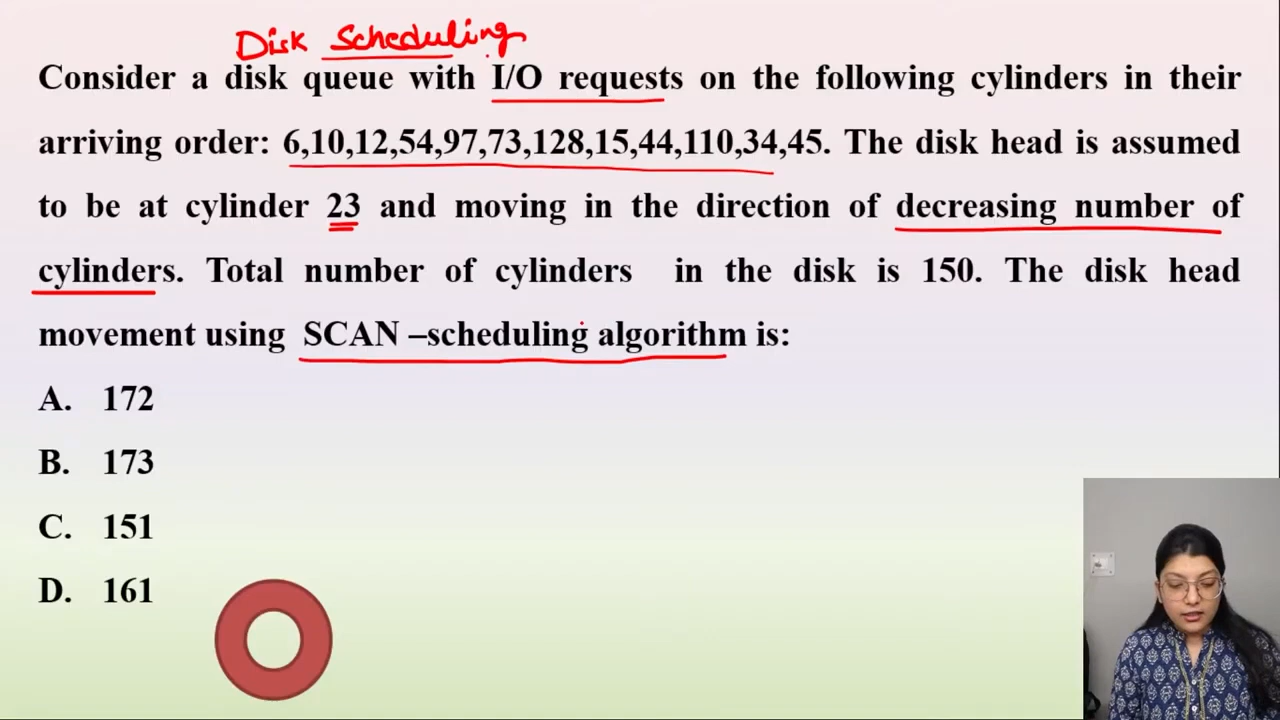 Disk Scheduling
Consider a disk queue with I/O requests on the following cylinders in their
arriving order: 6,10,12,54,97,73,128,15,44,110,34,45. The disk head is assumed
to be at cylinder 23 and moving in the direction of decreasing number of
cylinders. Total number of cylinders in the disk is 150. The disk head
movement using SCAN –scheduling algorithm is:
A. 172
B. 173
C. 151
D. 161